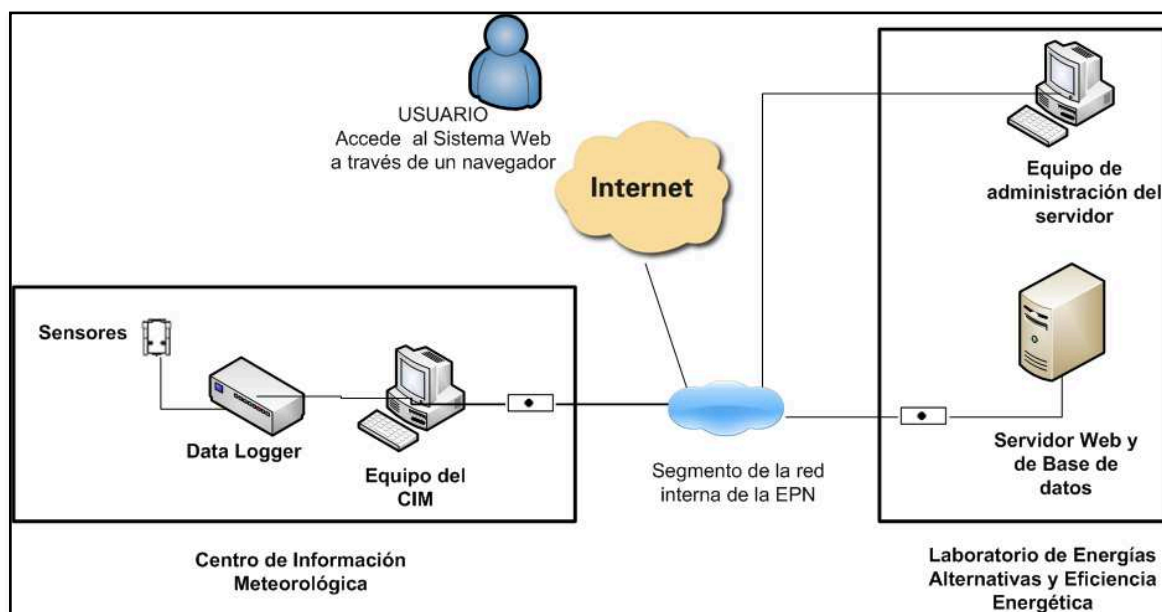 USUARIO
Accede al Sistema Web
a través de un navegador
Internet
Equipo de
administración del
servidor
Sensores
Data Logger
Equipo del
CIM
Segmento de la red
interna de la EPN
Servidor Web y
de Base de
datos
Centro de Información
Meteorológica
Laboratorio de Energías
Alternativas y Eficiencia
Energética